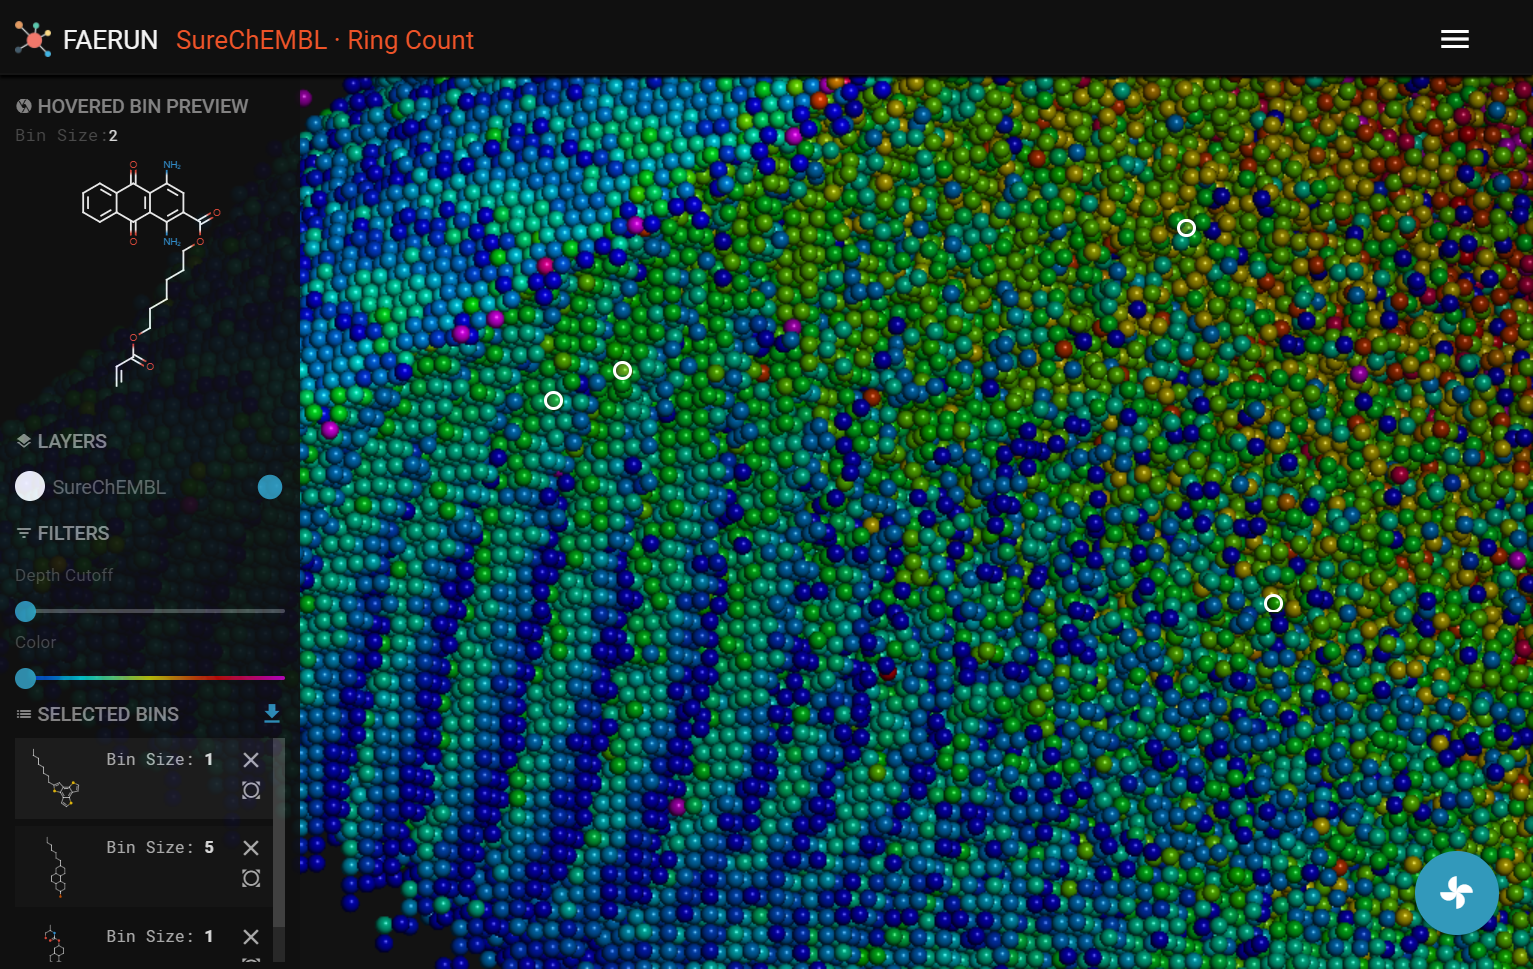 FAERUN SureChEMBL · Ring Count
HOVERED BIN PREVIEW
Bin Size:2
O NH₂
O
O NH₂ O
O
O
LAYERS
SureChEMBL
FILTERS
Depth Cutoff
Color
SELECTED BINS
Bin Size: 1
Bin Size: 5
Bin Size: 1